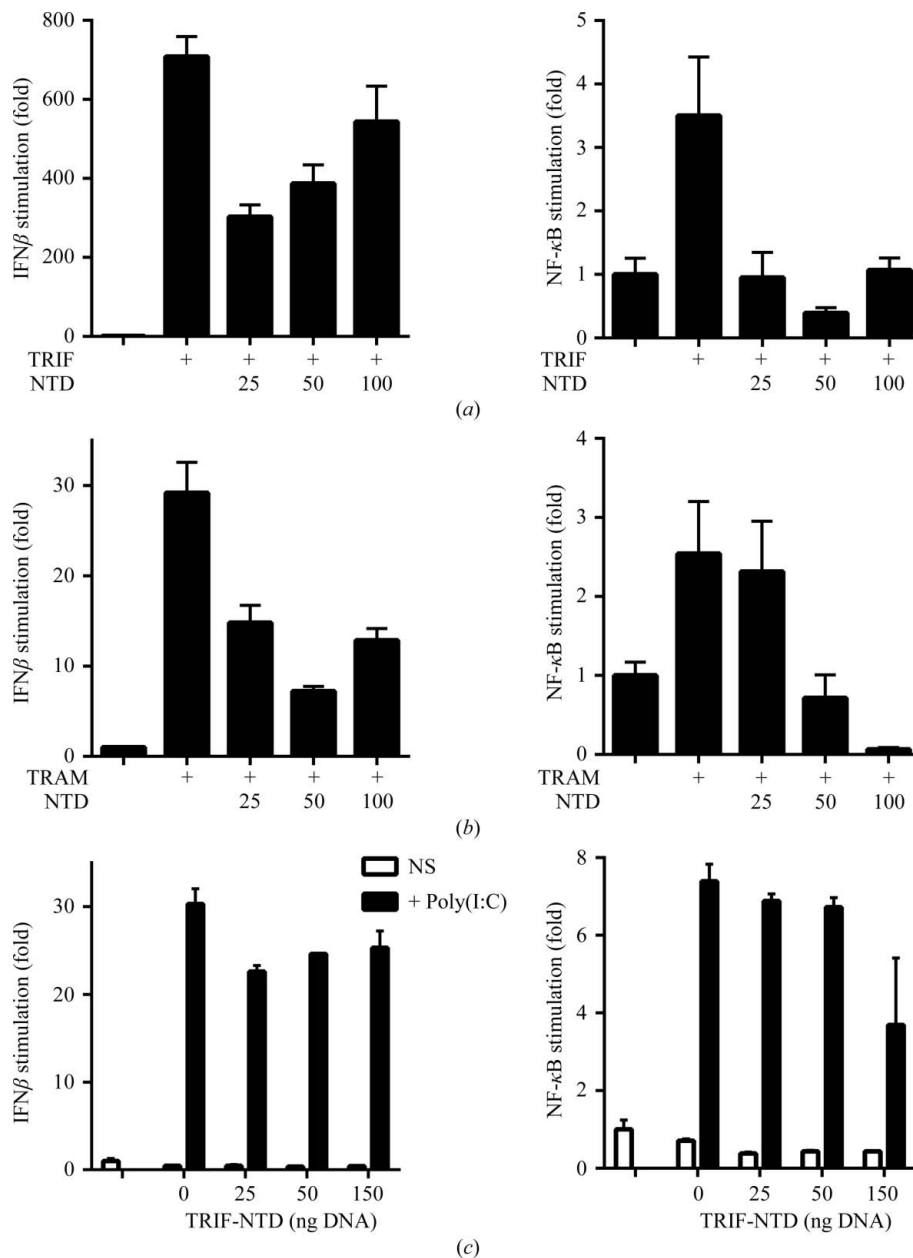 IFNβ stimulation (fold)
800
600
400
200
0
TRIF + + + +
NTD 25 50 100
NF-κB stimulation (fold)
5
4
3
2
1
0
TRIF + + + +
NTD 25 50 100
(a)
IFNβ stimulation (fold)
30
20
10
0
TRAM + + + +
NTD 25 50 100
NF-κB stimulation (fold)
4
3
2
1
0
TRAM + + + +
NTD 25 50 100
(b)
IFNβ stimulation (fold)
30
20
10
0
NS
+ Poly(I:C)
0 25 50 150
TRIF-NTD (ng DNA)
NF-κB stimulation (fold)
8
6
4
2
0
0 25 50 150
TRIF-NTD (ng DNA)
(c)